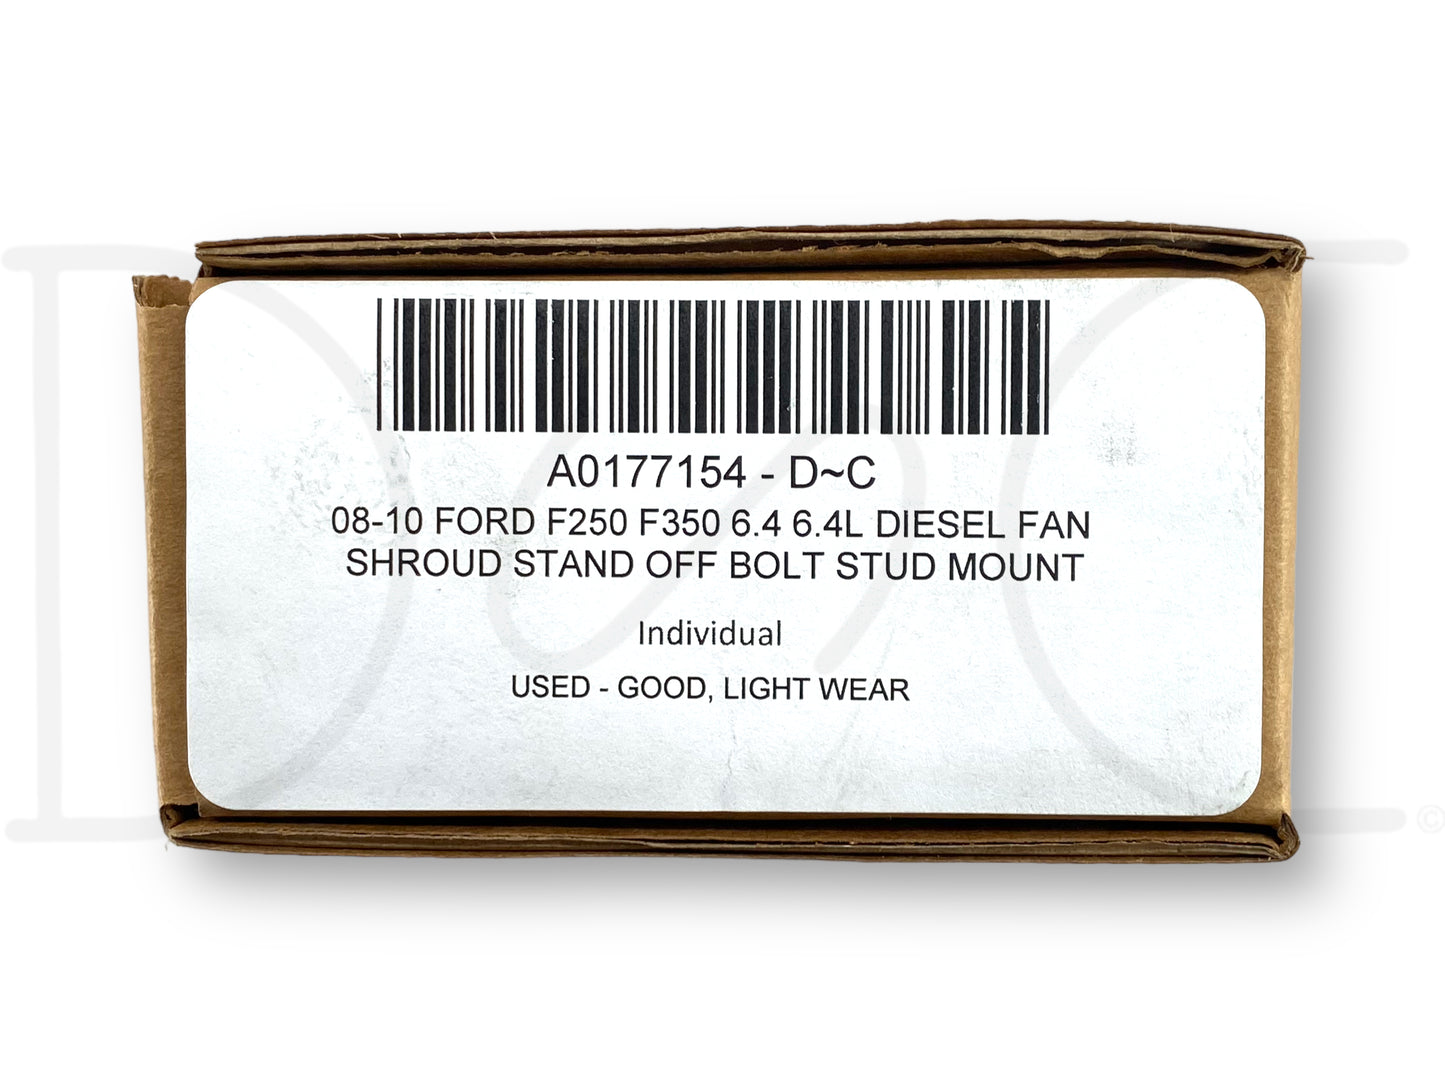 A0177154 - D~C
08-10 FORD F250 F350 6.4 6.4L DIESEL FAN
SHROUD STAND OFF BOLT STUD MOUNT
Individual
USED - GOOD, LIGHT WEAR
©